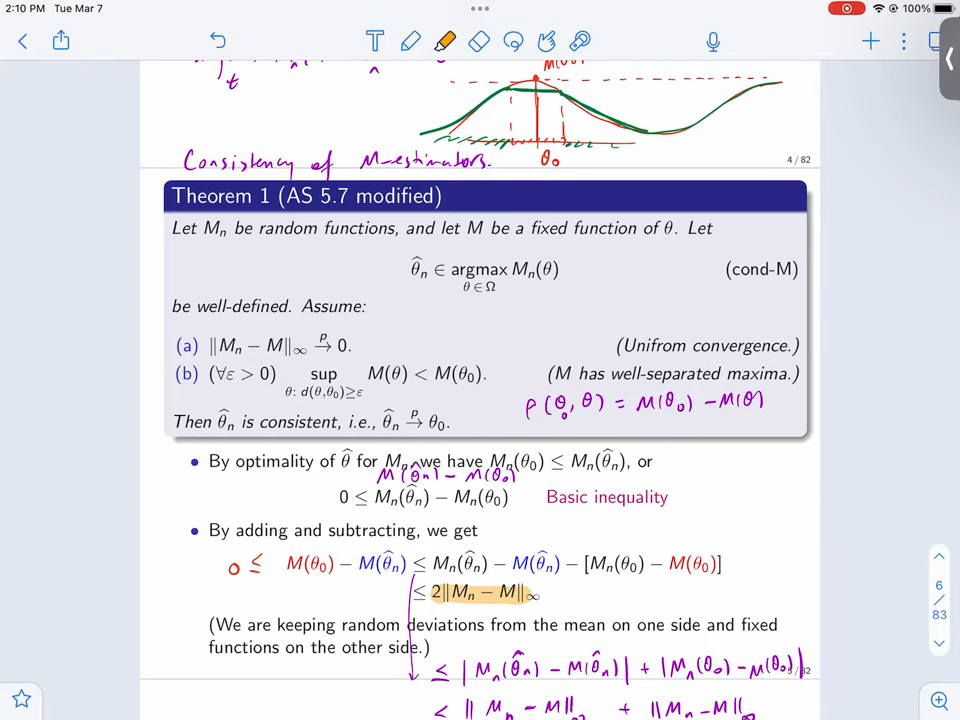 2:10 PM Tue Mar 7
100%
θ₀
4 / 82
Consistency of M-estimators.
Theorem 1 (AS 5.7 modified)
Let Mₙ be random functions, and let M be a fixed function of θ. Let
θ̂ₙ ∈ argmax_{θ ∈ Ω} Mₙ(θ) (cond-M)
be well-defined. Assume:
(a) ‖Mₙ − M‖∞ →ᵖ 0. (Unifrom convergence.)
(b) (∀ε > 0) sup_{θ: d(θ,θ₀)≥ε} M(θ) < M(θ₀). (M has well-separated maxima.)
ρ(θ₀, θ) = M(θ₀) − M(θ)
Then θ̂ₙ is consistent, i.e., θ̂ₙ →ᵖ θ₀.
• By optimality of θ̂ for Mₙ, we have Mₙ(θ₀) ≤ Mₙ(θ̂ₙ), or
M(θ̂ₙ) − M(θ₀)
0 ≤ Mₙ(θ̂ₙ) − Mₙ(θ₀) Basic inequality
• By adding and subtracting, we get
0 ≤ M(θ₀) − M(θ̂ₙ) ≤ Mₙ(θ̂ₙ) − M(θ̂ₙ) − [Mₙ(θ₀) − M(θ₀)]
≤ 2‖Mₙ − M‖∞
(We are keeping random deviations from the mean on one side and fixed
functions on the other side.)
≤ |Mₙ(θ̂ₙ) − M(θ̂ₙ)| + |Mₙ(θ₀) − M(θ₀)|
≤ ‖Mₙ − M‖∞ + ‖Mₙ − M‖∞
6
/
83